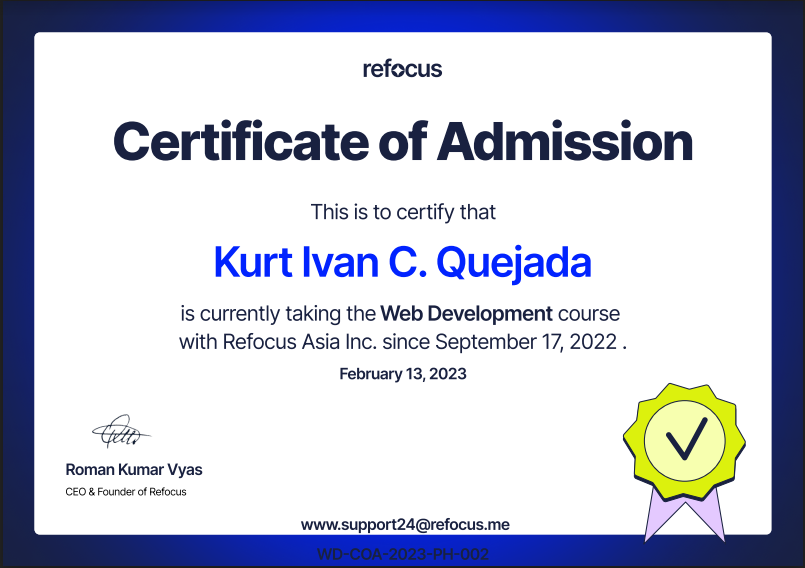 refocus
Certificate of Admission
This is to certify that
Kurt Ivan C. Quejada
is currently taking the Web Development course
with Refocus Asia Inc. since September 17, 2022 .
February 13, 2023
Roman Kumar Vyas
CEO & Founder of Refocus
www.support24@refocus.me
WD-COA-2023-PH-002